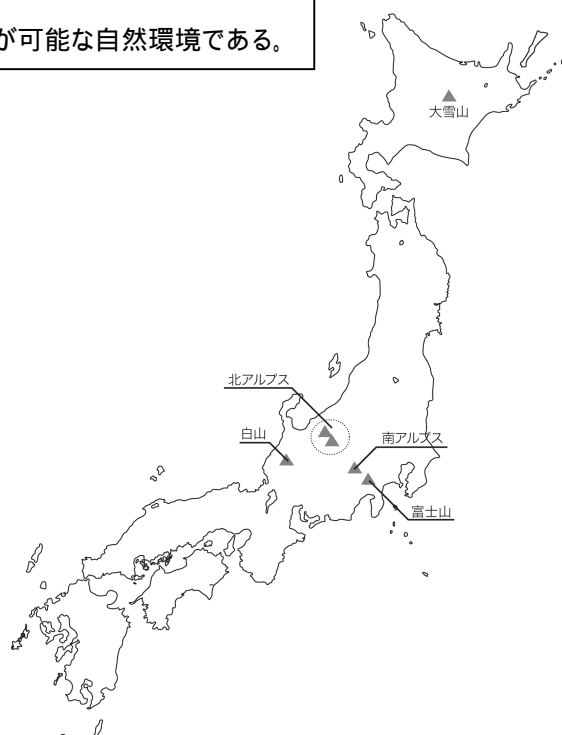 が可能な自然環境である。
大雪山
北アルプス
白山
南アルプス
富士山